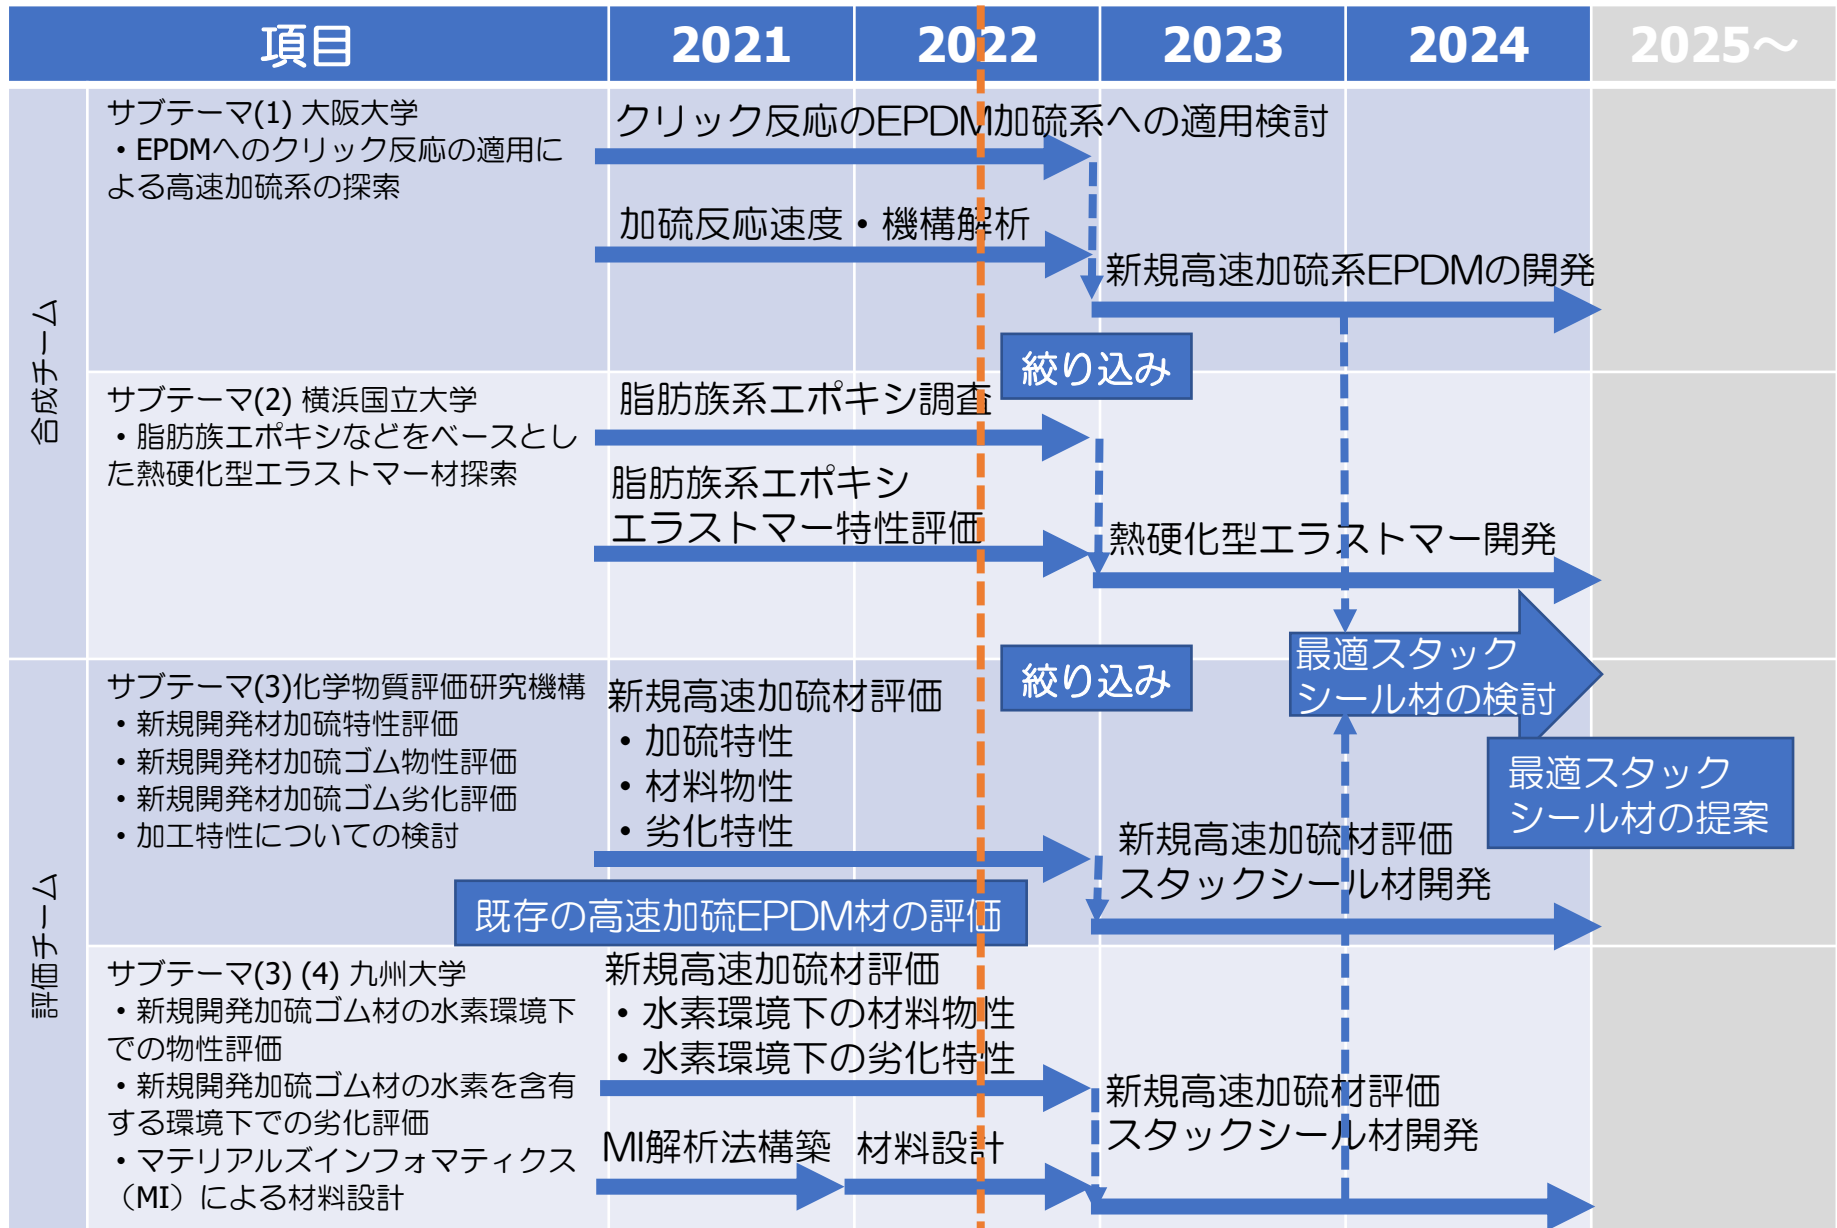 項目
2021
2022
2023
2024
2025～
合成チーム
サブテーマ(1) 大阪大学
・EPDMへのクリック反応の適用に
よる高速加硫系の探索
クリック反応のEPDM加硫系への適用検討
加硫反応速度・機構解析
新規高速加硫系EPDMの開発
絞り込み
サブテーマ(2) 横浜国立大学
・脂肪族エポキシなどをベースとし
た熱硬化型エラストマー材探索
脂肪族系エポキシ調査
脂肪族系エポキシ
エラストマー特性評価
熱硬化型エラストマー開発
絞り込み
最適スタック
シール材の検討
最適スタック
シール材の提案
評価チーム
サブテーマ(3)化学物質評価研究機構
・新規開発材加硫特性評価
・新規開発材加硫ゴム物性評価
・新規開発材加硫ゴム劣化評価
・加工特性についての検討
新規高速加硫材評価
・加硫特性
・材料物性
・劣化特性
新規高速加硫材評価
スタックシール材開発
既存の高速加硫EPDM材の評価
サブテーマ(3) (4) 九州大学
・新規開発加硫ゴム材の水素環境下
での物性評価
・新規開発加硫ゴム材の水素を含有
する環境下での劣化評価
・マテリアルズインフォマティクス
（MI）による材料設計
新規高速加硫材評価
・水素環境下の材料物性
・水素環境下の劣化特性
MI解析法構築
材料設計
新規高速加硫材評価
スタックシール材開発